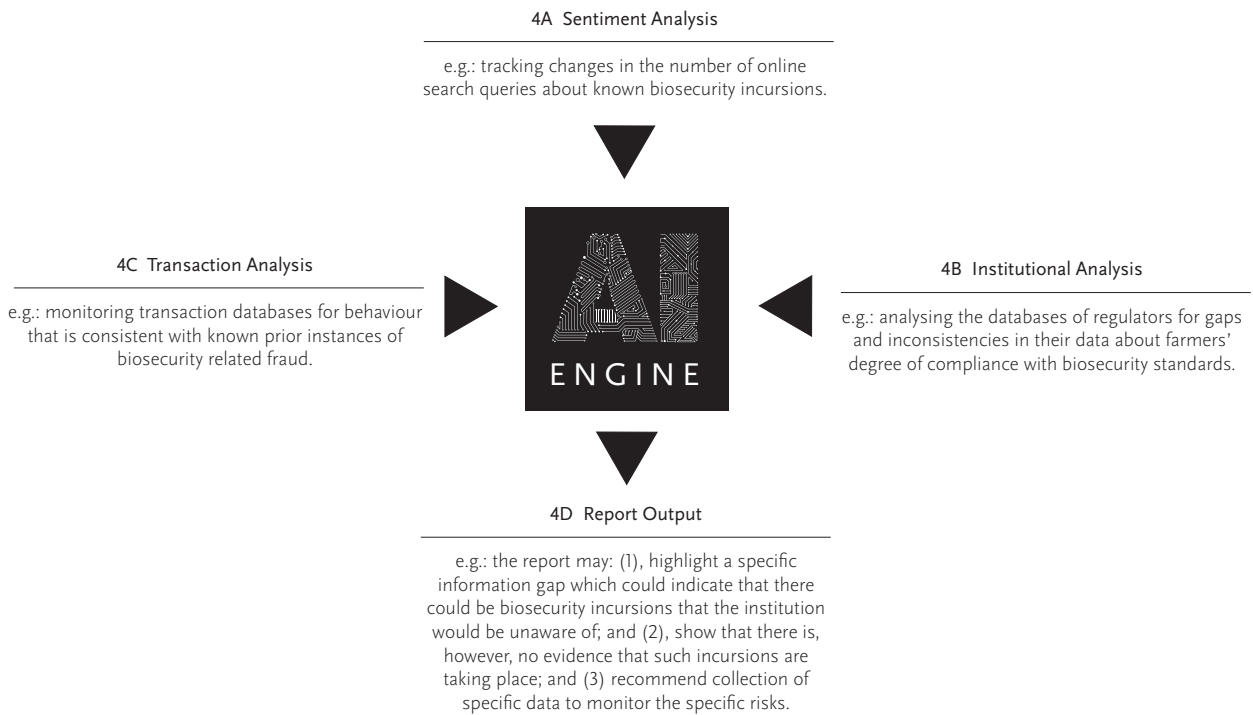 4A Sentiment Analysis
e.g.: tracking changes in the number of online
search queries about known biosecurity incursions.
4C Transaction Analysis
e.g.: monitoring transaction databases for behaviour
that is consistent with known prior instances of
biosecurity related fraud.
AI
ENGINE
4B Institutional Analysis
e.g.: analysing the databases of regulators for gaps
and inconsistencies in their data about farmers’
degree of compliance with biosecurity standards.
4D Report Output
e.g.: the report may: (1), highlight a specific
information gap which could indicate that there
could be biosecurity incursions that the institution
would be unaware of; and (2), show that there is,
however, no evidence that such incursions are
taking place; and (3) recommend collection of
specific data to monitor the specific risks.